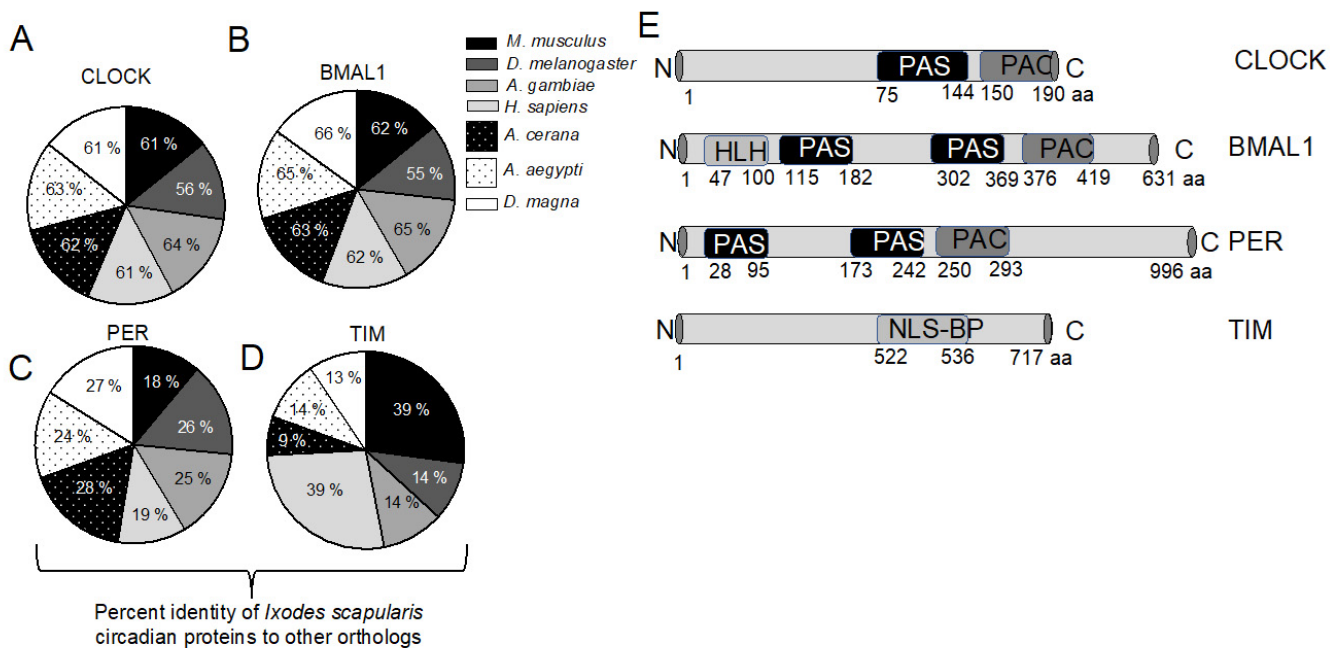 A
CLOCK
61 %
56 %
64 %
61 %
62 %
63 %
61 %
B
BMAL1
62 %
55 %
65 %
62 %
63 %
65 %
66 %
M. musculus
D. melanogaster
A. gambiae
H. sapiens
A. cerana
A. aegypti
D. magna
C
PER
18 %
26 %
25 %
19 %
28 %
24 %
27 %
D
TIM
39 %
14 %
14 %
39 %
9 %
14 %
13 %
Percent identity of Ixodes scapularis
circadian proteins to other orthologs
E
N PAS PAC C CLOCK
1 75 144 150 190 aa
N HLH PAS PAS PAC C BMAL1
1 47 100 115 182 302 369 376 419 631 aa
N PAS PAS PAC C PER
1 28 95 173 242 250 293 996 aa
N NLS-BP C TIM
1 522 536 717 aa